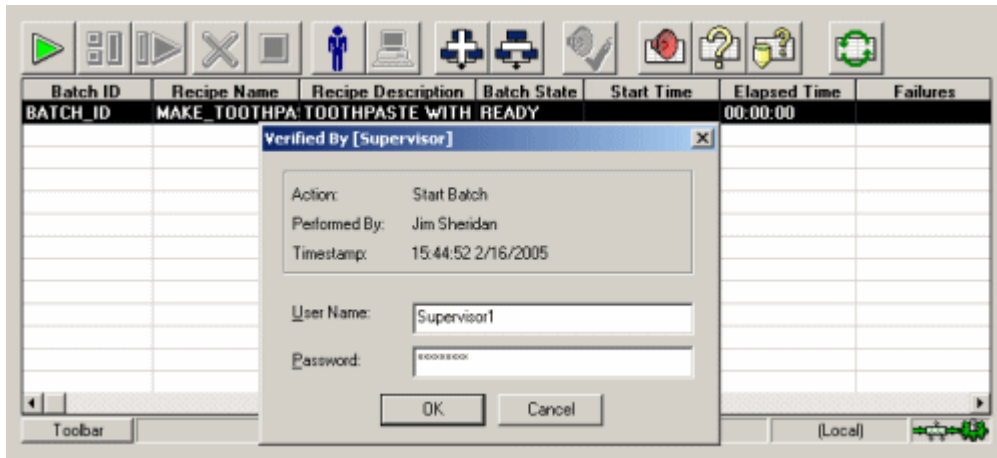 Batch ID Recipe Name Recipe Description Batch State Start Time Elapsed Time Failures
BATCH_ID MAKE_TOOTHPA TOOTHPASTE WITH READY 00:00:00
Verified By [Supervisor]
Action: Start Batch
Performed By: Jim Sheridan
Timestamp: 15:44:52 2/16/2005
User Name: Supervisor1
Password: ********
OK Cancel
Toolbar (Local)